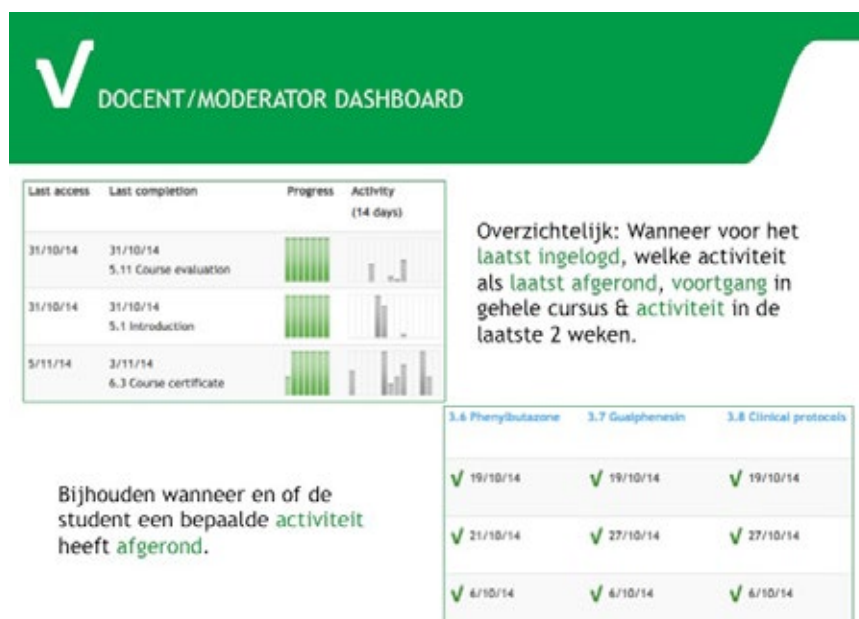 DOCENT/MODERATOR DASHBOARD
Last access Last completion Progress Activity
(14 days)
31/10/14 31/10/14
5.11 Course evaluation
31/10/14 31/10/14
5.1 Introduction
5/11/14 3/11/14
6.3 Course certificate
Overzichtelijk: Wanneer voor het
laatst ingelogd, welke activiteit
als laatst afgerond, voortgang in
gehele cursus & activiteit in de
laatste 2 weken.
Bijhouden wanneer en of de
student een bepaalde activiteit
heeft afgerond.
3.6 Phenylbutazone 3.7 Guaiphenesin 3.8 Clinical protocols
√ 19/10/14 √ 19/10/14 √ 19/10/14
√ 21/10/14 √ 27/10/14 √ 27/10/14
√ 6/10/14 √ 6/10/14 √ 6/10/14